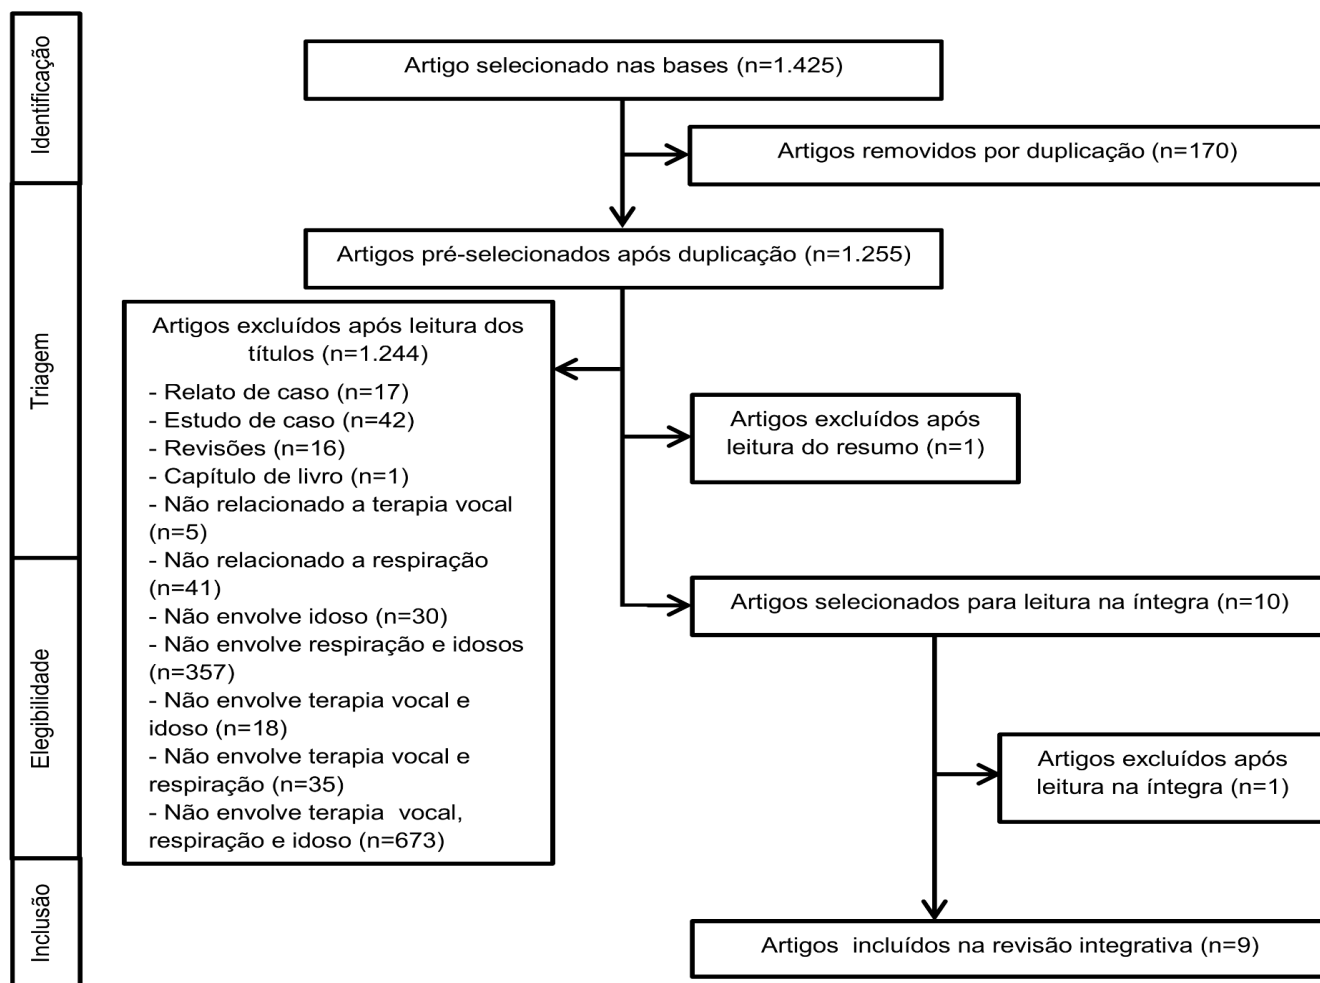 Identificação
Artigo selecionado nas bases (n=1.425)
Artigos removidos por duplicação (n=170)
Triagem
Artigos pré-selecionados após duplicação (n=1.255)
Artigos excluídos após leitura dos
títulos (n=1.244)
- Relato de caso (n=17)
- Estudo de caso (n=42)
- Revisões (n=16)
- Capítulo de livro (n=1)
- Não relacionado a terapia vocal
(n=5)
- Não relacionado a respiração
(n=41)
- Não envolve idoso (n=30)
- Não envolve respiração e idosos
(n=357)
- Não envolve terapia vocal e
idoso (n=18)
- Não envolve terapia vocal e
respiração (n=35)
- Não envolve terapia  vocal,
respiração e idoso (n=673)
Artigos excluídos após
leitura do resumo (n=1)
Elegibilidade
Artigos selecionados para leitura na íntegra (n=10)
Artigos excluídos após
leitura na íntegra (n=1)
Inclusão
Artigos  incluídos na revisão integrativa (n=9)